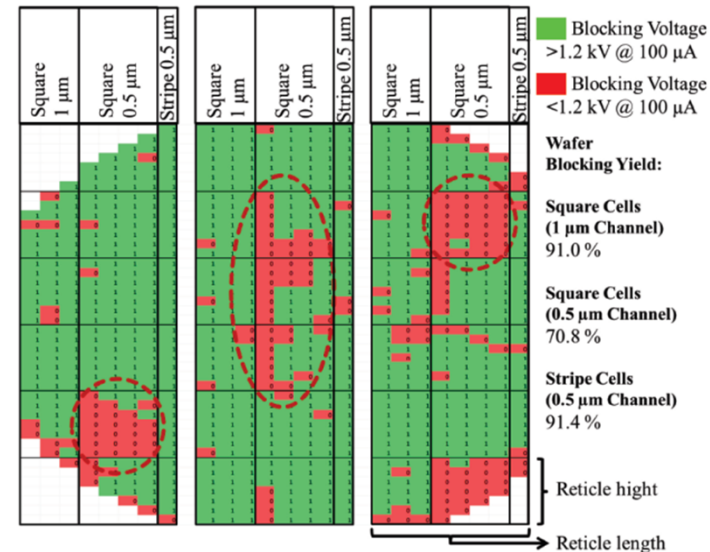 Square
1 µm
Square
0.5 µm
Stripe 0.5 µm
Square
1 µm
Square
0.5 µm
Stripe 0.5 µm
Square
1 µm
Square
0.5 µm
Stripe 0.5 µm
Blocking Voltage
>1.2 kV @ 100 µA
Blocking Voltage
<1.2 kV @ 100 µA
Wafer
Blocking Yield:
Square Cells
(1 µm Channel)
91.0 %
Square Cells
(0.5 µm Channel)
70.8 %
Stripe Cells
(0.5 µm Channel)
91.4 %
Reticle hight
Reticle length